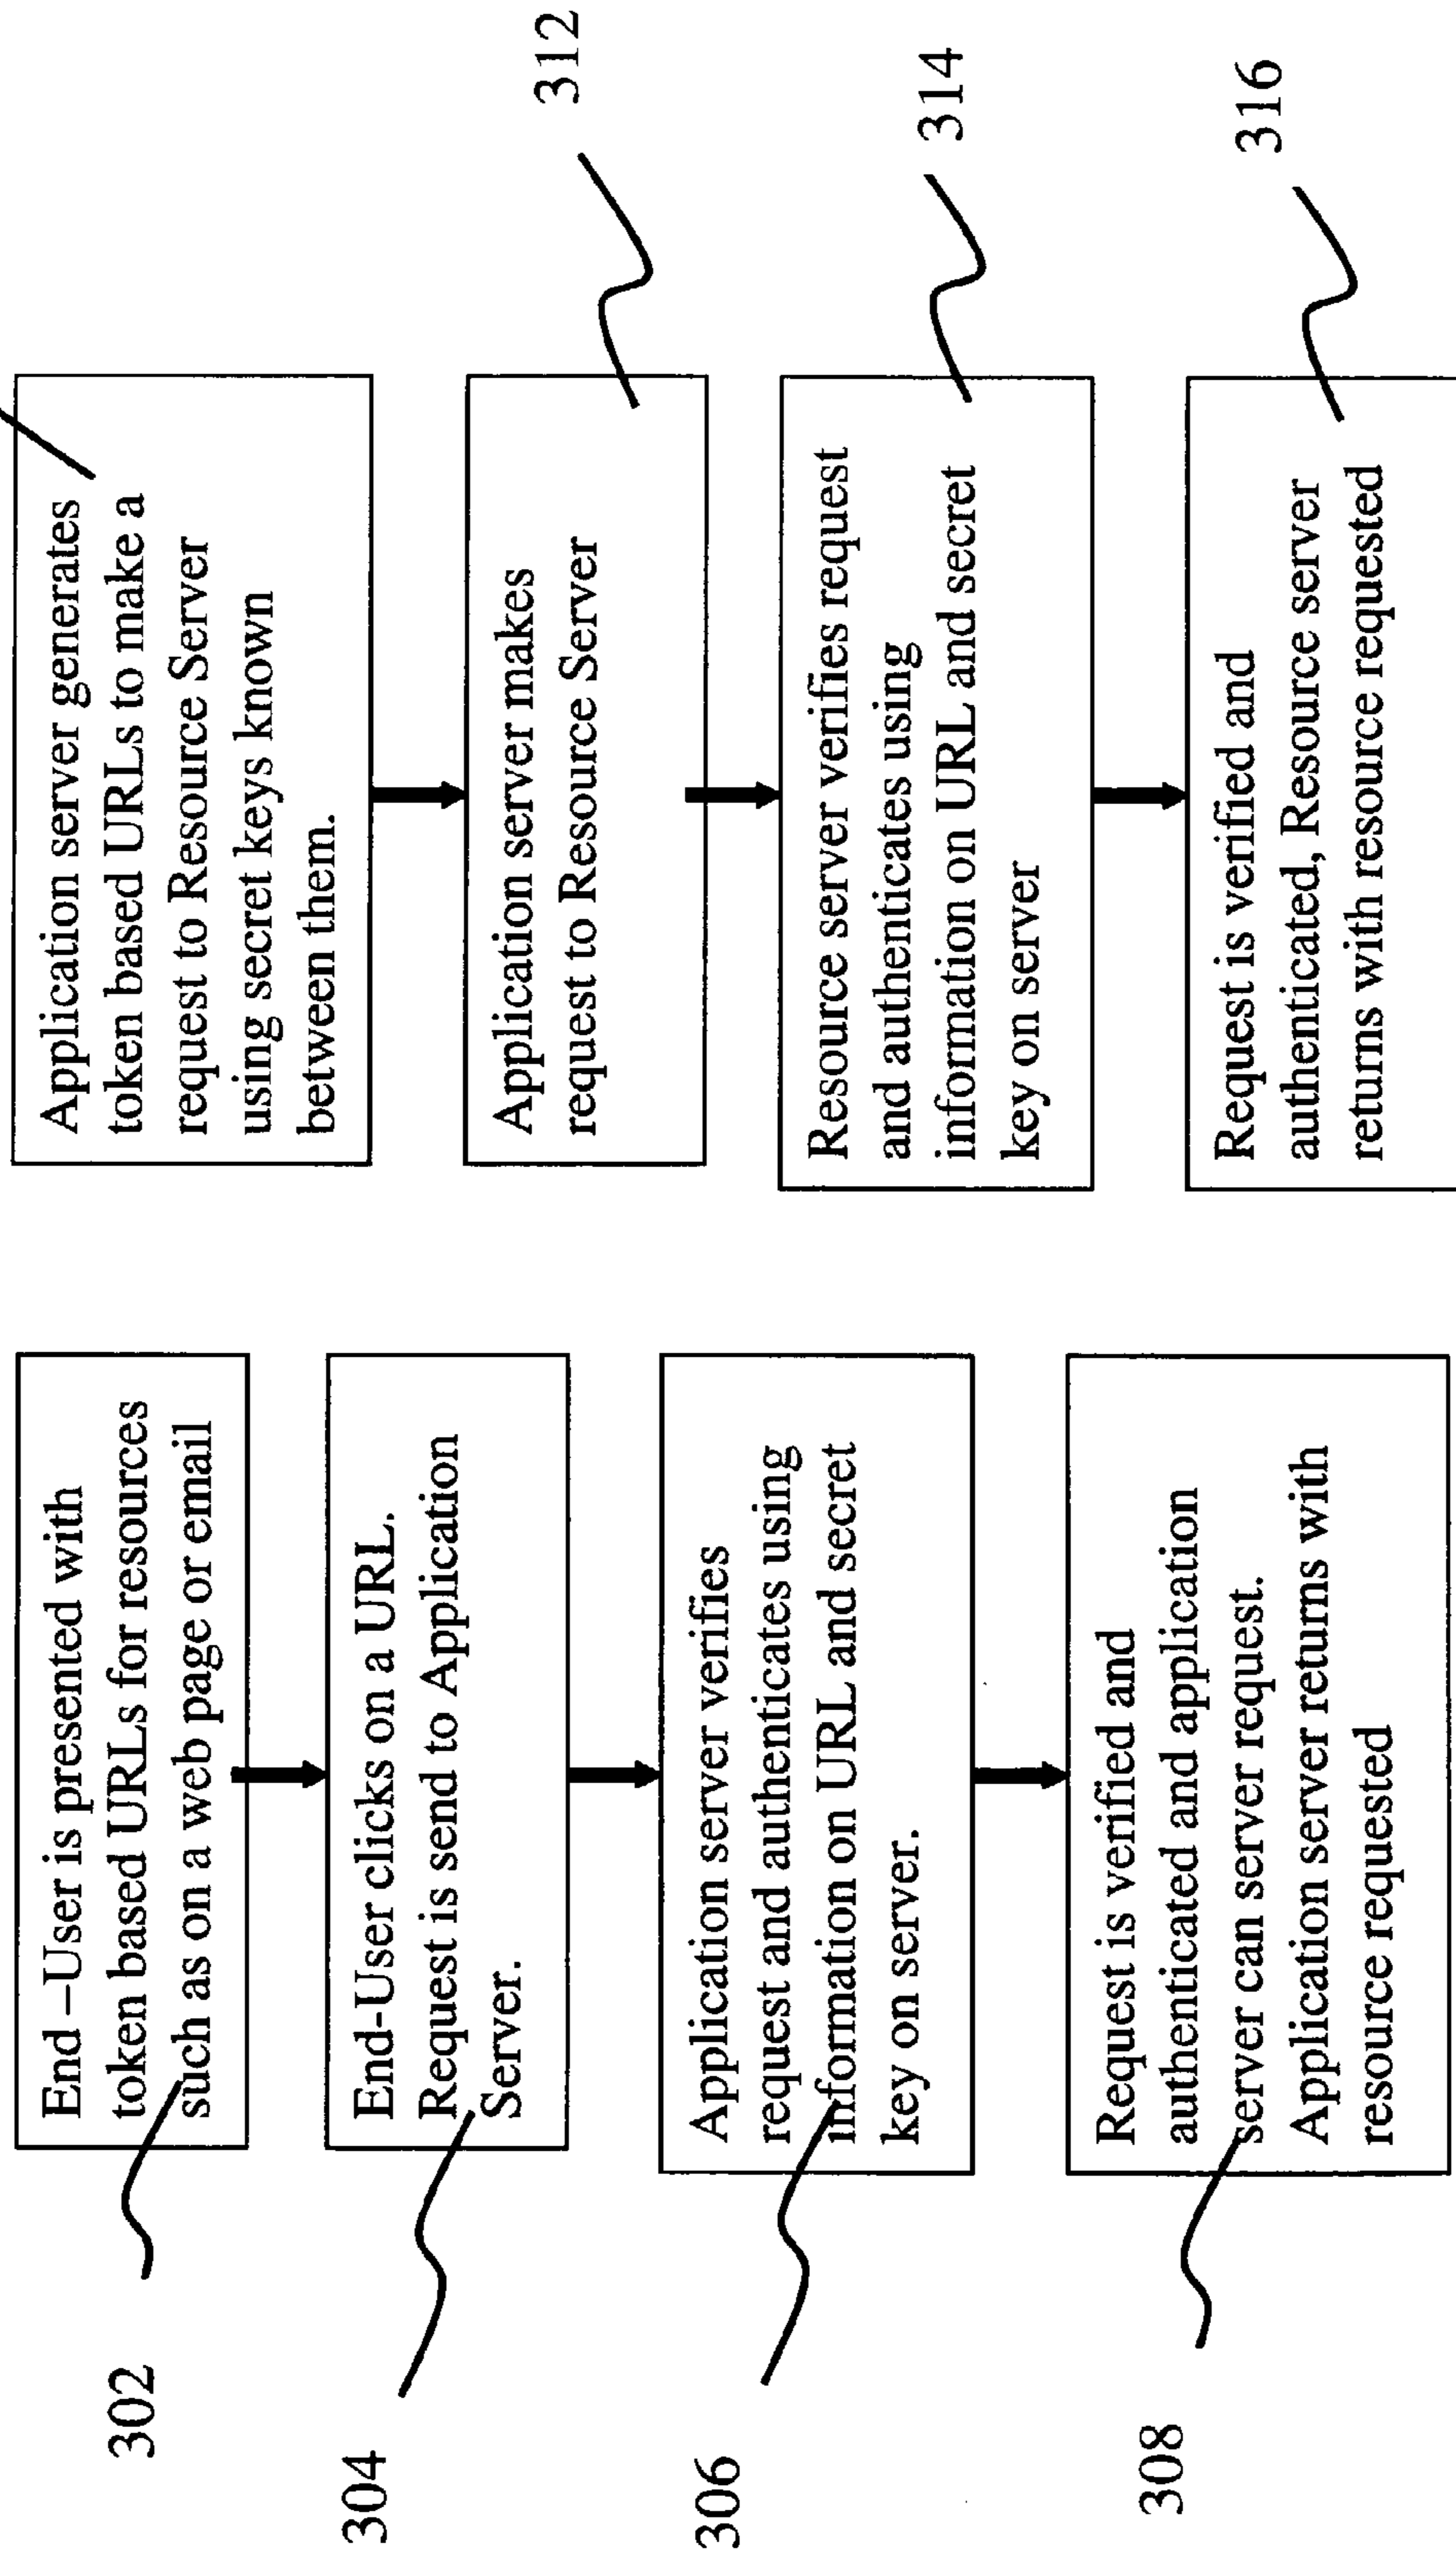 302
End –User is presented with
token based URLs for resources
such as on a web page or email
304
End-User clicks on a URL.
Request is send to Application
Server.
306
Application server verifies
request and authenticates using
information on URL and secret
key on server.
308
Request is verified and
authenticated and application
server can server request.
Application server returns with
resource requested
Application server generates
token based URLs to make a
request to Resource Server
using secret keys known
between them.
312
Application server makes
request to Resource Server
314
Resource server verifies request
and authenticates using
information on URL and secret
key on server
316
Request is verified and
authenticated, Resource server
returns with resource requested